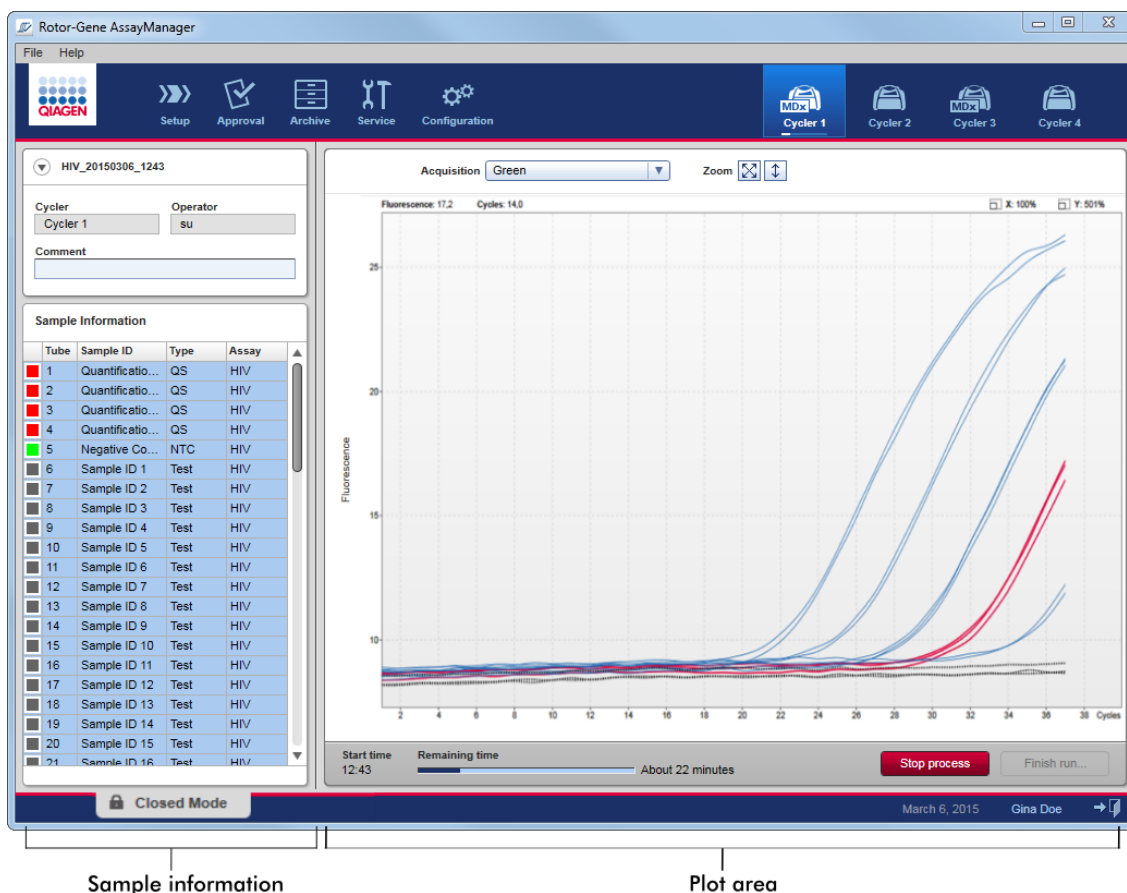 Rotor-Gene AssayManager
File Help
QIAGEN
Setup Approval Archive Service Configuration
MDx MDx
Cycler 1 Cycler 2 Cycler 3 Cycler 4
HIV_20150306_1243
Cycler Operator
Cycler 1 su
Comment
Sample Information
Tube Sample ID Type Assay
1 Quantificatio... QS HIV
2 Quantificatio... QS HIV
3 Quantificatio... QS HIV
4 Quantificatio... QS HIV
5 Negative Co... NTC HIV
6 Sample ID 1 Test HIV
7 Sample ID 2 Test HIV
8 Sample ID 3 Test HIV
9 Sample ID 4 Test HIV
10 Sample ID 5 Test HIV
11 Sample ID 6 Test HIV
12 Sample ID 7 Test HIV
13 Sample ID 8 Test HIV
14 Sample ID 9 Test HIV
15 Sample ID 10 Test HIV
16 Sample ID 11 Test HIV
17 Sample ID 12 Test HIV
18 Sample ID 13 Test HIV
19 Sample ID 14 Test HIV
20 Sample ID 15 Test HIV
21 Sample ID 16 Test HIV
Acquisition Green Zoom
Fluorescence: 17,2 Cycles: 14,0 X: 100% Y: 501%
25
20
15
10
Fluorescence
2 4 6 8 10 12 14 16 18 20 22 24 26 28 30 32 34 36 38 Cycles
Start time Remaining time
12:43 About 22 minutes
Stop process Finish run...
Closed Mode
March 6, 2015 Gina Doe
Sample information Plot area